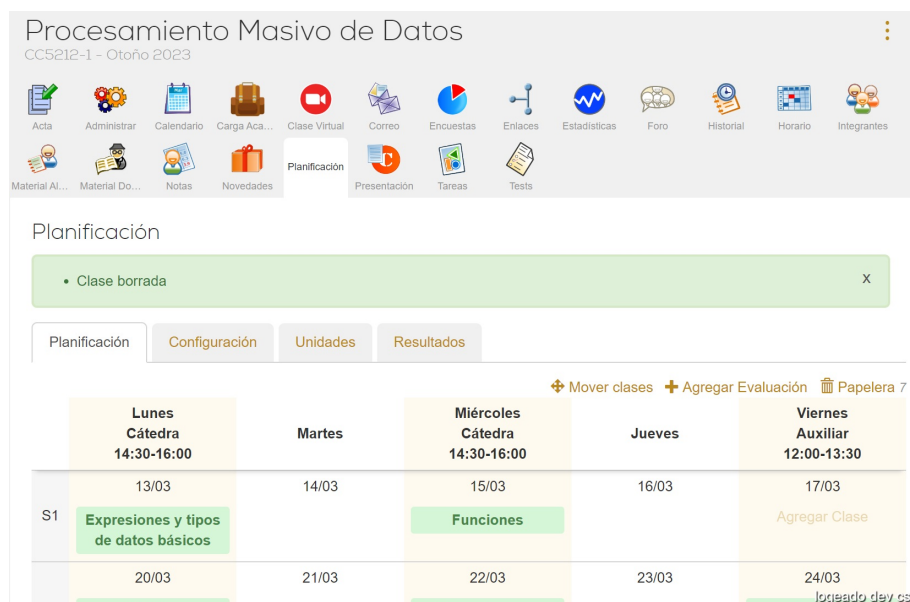 Procesamiento Masivo de Datos
CC5212-1 - Otoño 2023
Acta Administrar Calendario Carga Aca... Clase Virtual Correo Encuestas Enlaces Estadísticas Foro Historial Horario Integrantes
Material Al... Material Do... Notas Novedades Planificación Presentación Tareas Tests
Planificación
Clase borrada x
Planificación Configuración Unidades Resultados
Mover clases Agregar Evaluación Papelera 7
Lunes Miércoles Viernes
Cátedra Martes Cátedra Jueves Auxiliar
14:30-16:00 14:30-16:00 12:00-13:30
13/03 14/03 15/03 16/03 17/03
S1 Expresiones y tipos Funciones Agregar Clase
de datos básicos
20/03 21/03 22/03 23/03 24/03